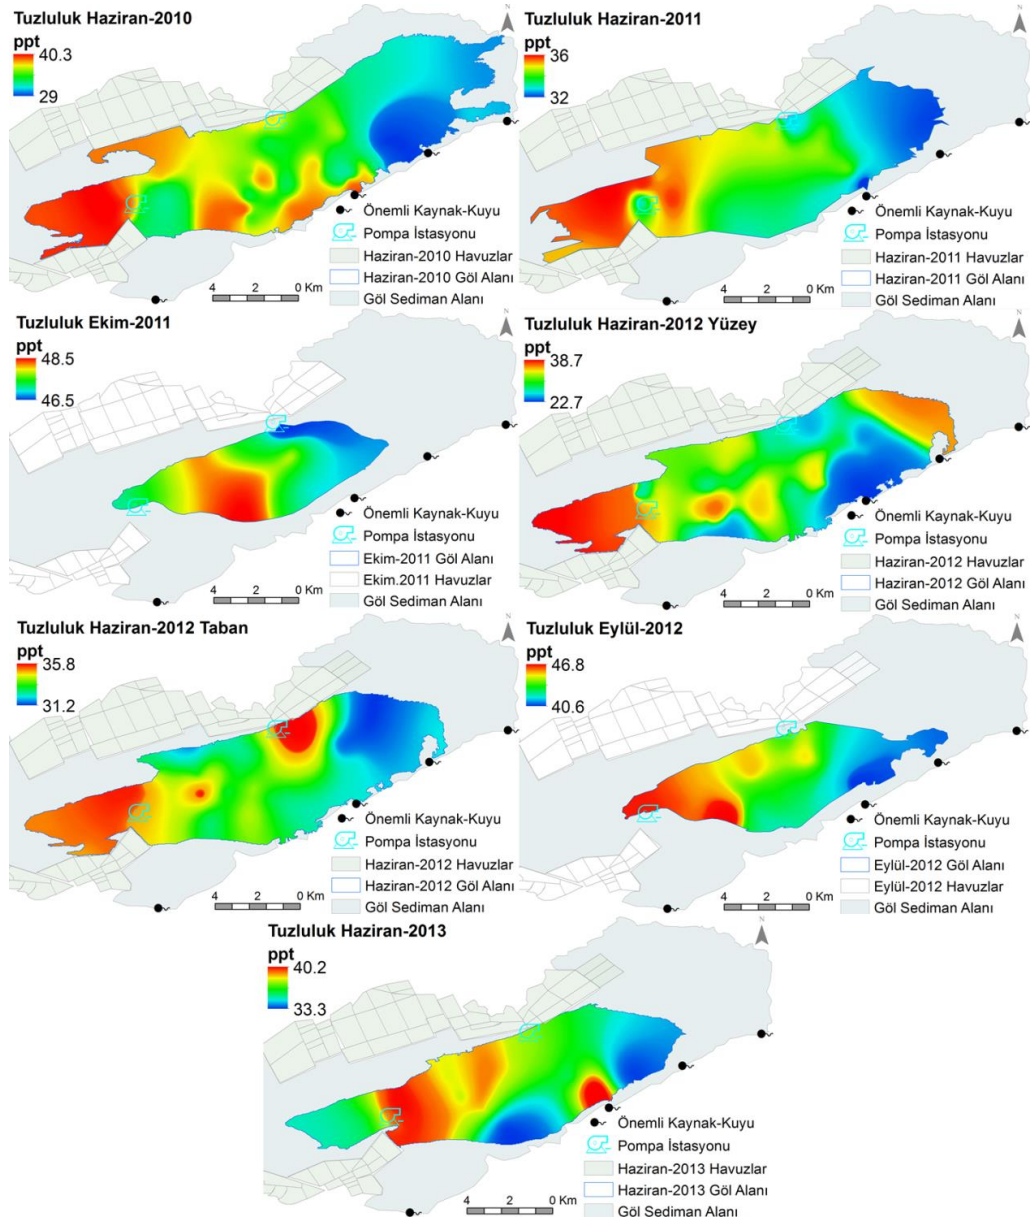 Tuzluluk Haziran-2010
ppt
40.3
29
N
Önemli Kaynak-Kuyu
Pompa İstasyonu
Haziran-2010 Havuzlar
Haziran-2010 Göl Alanı
Göl Sediman Alanı
4 2 0 Km
Tuzluluk Haziran-2011
ppt
36
32
N
Önemli Kaynak-Kuyu
Pompa İstasyonu
Haziran-2011 Havuzlar
Haziran-2011 Göl Alanı
Göl Sediman Alanı
4 2 0 Km
Tuzluluk Ekim-2011
ppt
48.5
46.5
N
Önemli Kaynak-Kuyu
Pompa İstasyonu
Ekim-2011 Göl Alanı
Ekim.2011 Havuzlar
Göl Sediman Alanı
4 2 0 Km
Tuzluluk Haziran-2012 Yüzey
ppt
38.7
22.7
N
Önemli Kaynak-Kuyu
Pompa İstasyonu
Haziran-2012 Havuzlar
Haziran-2012 Göl Alanı
Göl Sediman Alanı
4 2 0 Km
Tuzluluk Haziran-2012 Taban
ppt
35.8
31.2
N
Önemli Kaynak-Kuyu
Pompa İstasyonu
Haziran-2012 Havuzlar
Haziran-2012 Göl Alanı
Göl Sediman Alanı
4 2 0 Km
Tuzluluk Eylül-2012
ppt
46.8
40.6
N
Önemli Kaynak-Kuyu
Pompa İstasyonu
Eylül-2012 Göl Alanı
Eylül-2012 Havuzlar
Göl Sediman Alanı
4 2 0 Km
Tuzluluk Haziran-2013
ppt
40.2
33.3
N
Önemli Kaynak-Kuyu
Pompa İstasyonu
Haziran-2013 Havuzlar
Haziran-2013 Göl Alanı
Göl Sediman Alanı
4 2 0 Km